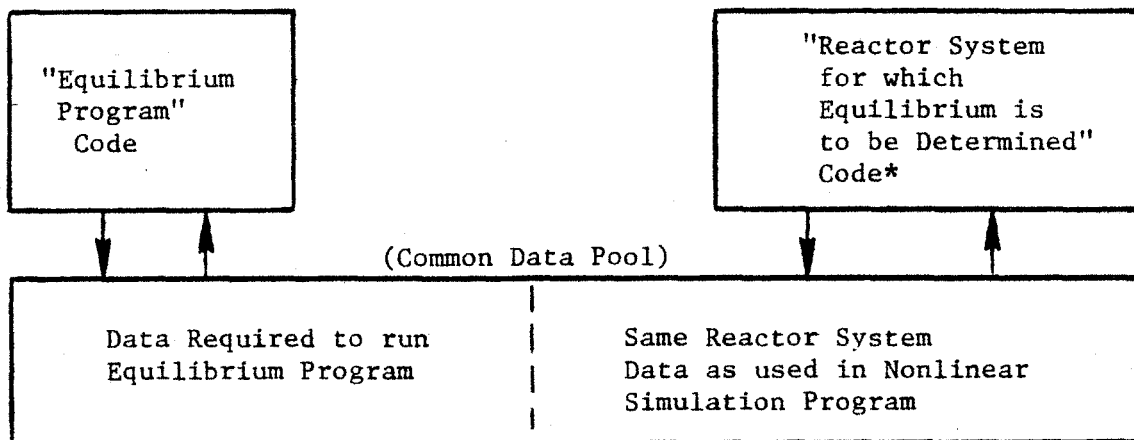 "Equilibrium
Program"
Code
"Reactor System
for which
Equilibrium is
to be Determined"
Code*
(Common Data Pool)
Data Required to run
Equilibrium Program
Same Reactor System
Data as used in Nonlinear
Simulation Program